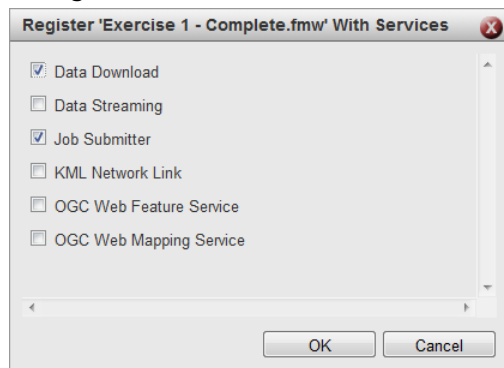 Register 'Exercise 1 - Complete.fmw' With Services
Data Download
Data Streaming
Job Submitter
KML Network Link
OGC Web Feature Service
OGC Web Mapping Service
OK Cancel